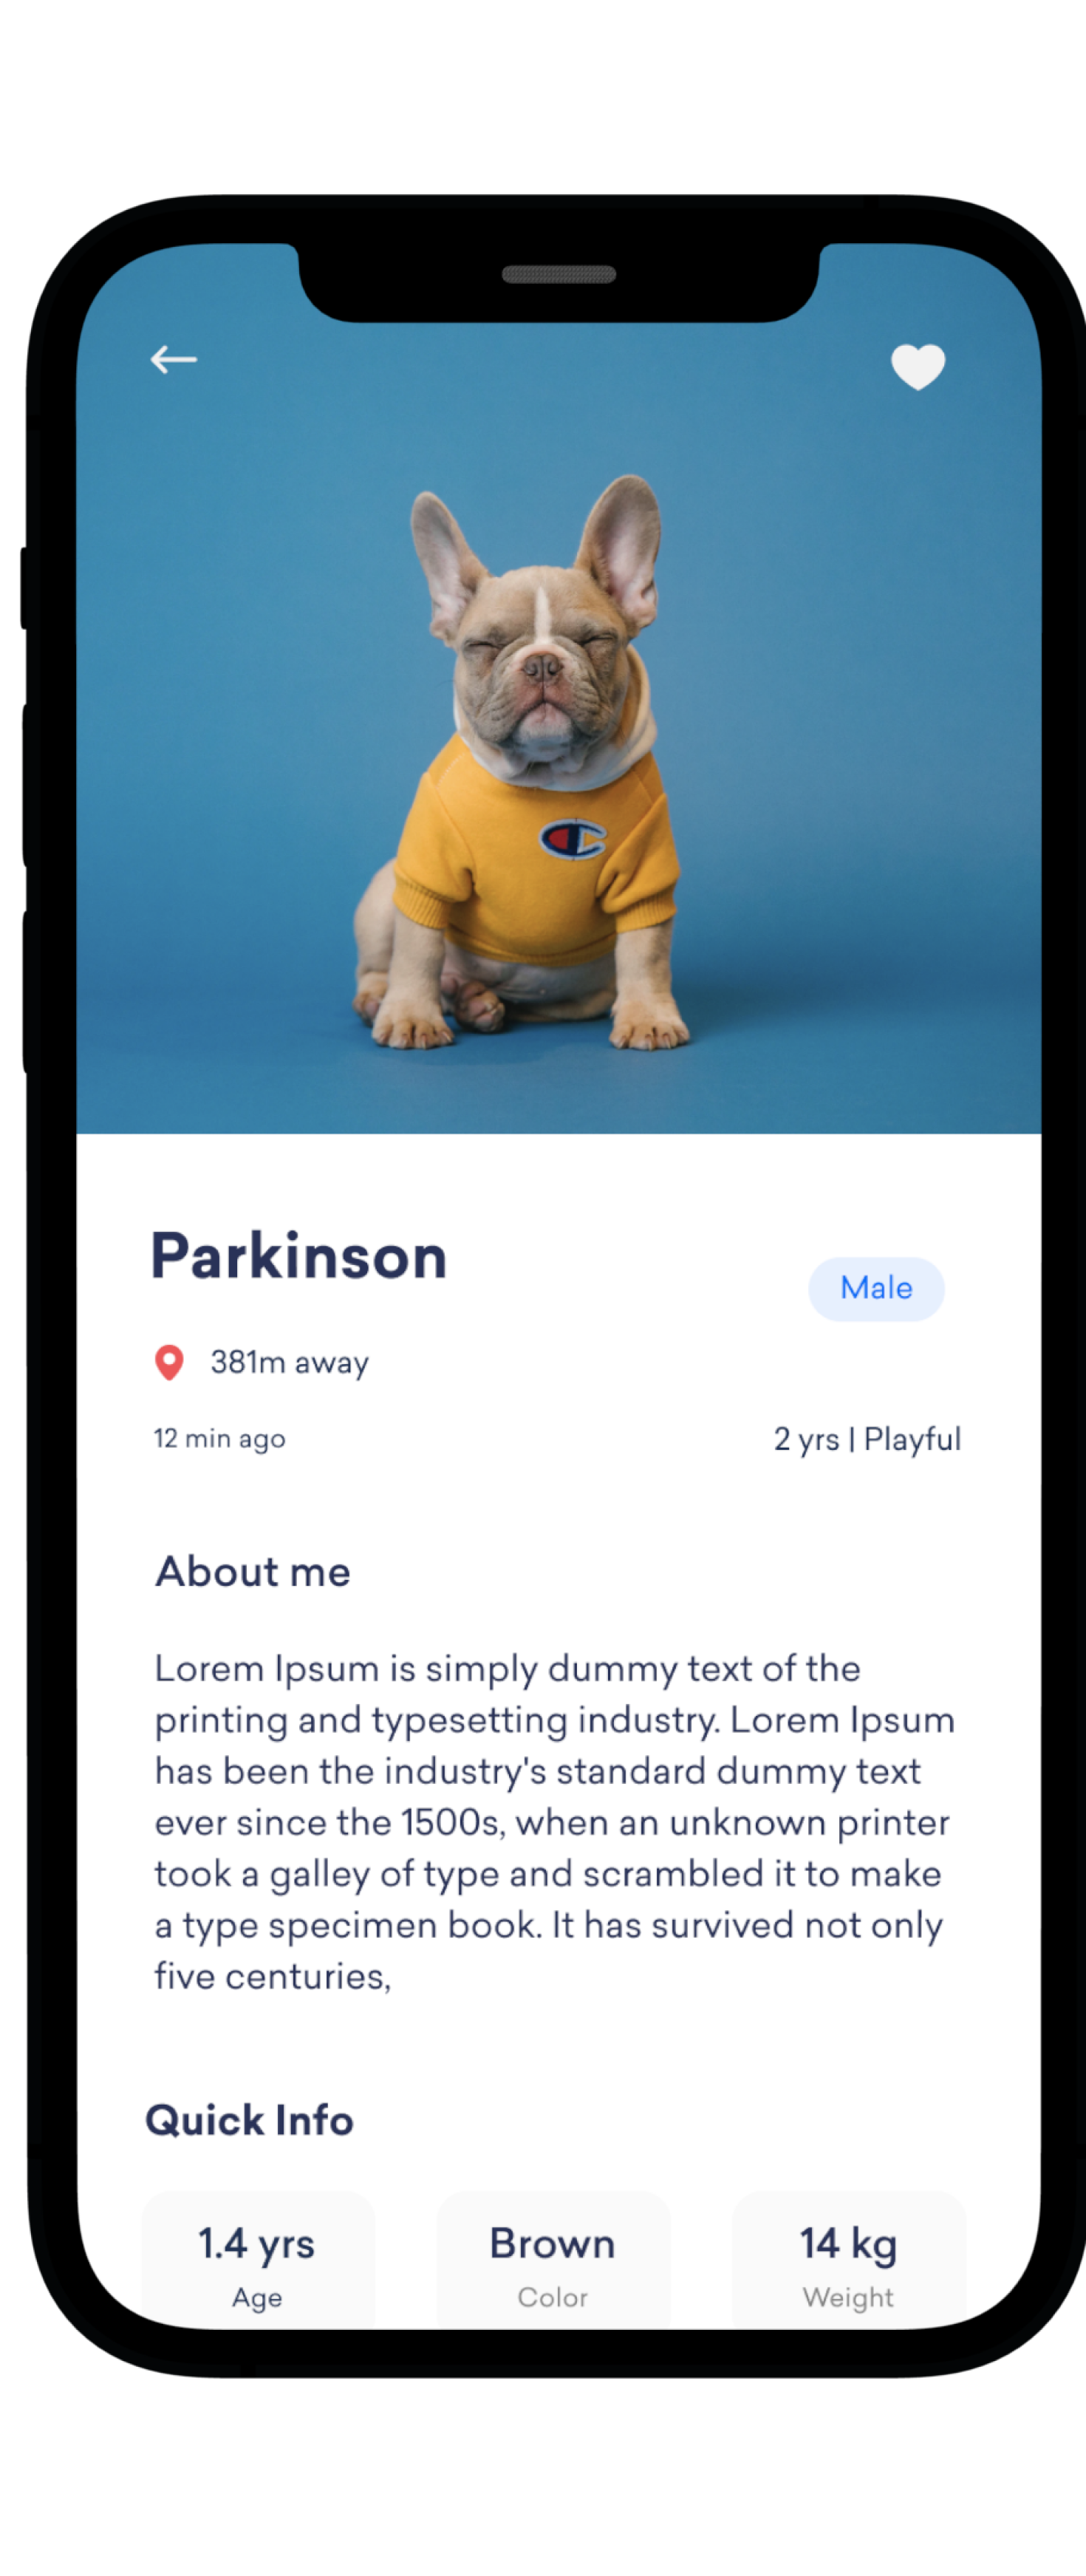 Parkinson
Male
381m away
12 min ago
2 yrs | Playful
About me
Lorem Ipsum is simply dummy text of the
printing and typesetting industry. Lorem Ipsum
has been the industry's standard dummy text
ever since the 1500s, when an unknown printer
took a galley of type and scrambled it to make
a type specimen book. It has survived not only
five centuries,
Quick Info
1.4 yrs
Age
Brown
Color
14 kg
Weight